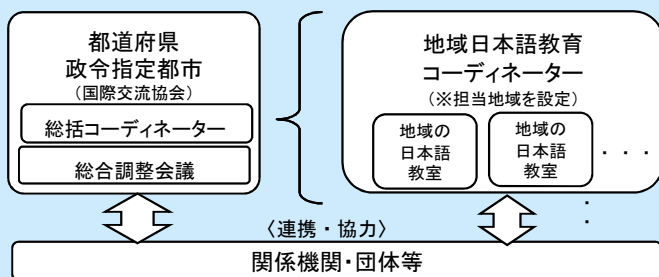 都道府県
政令指定都市
（国際交流協会）
総括コーディネーター
総合調整会議
地域日本語教育
コーディネーター
（※担当地域を設定）
地域の
日本語
教室
地域の
日本語
教室
・・・
〈連携・協力〉
関係機関・団体等